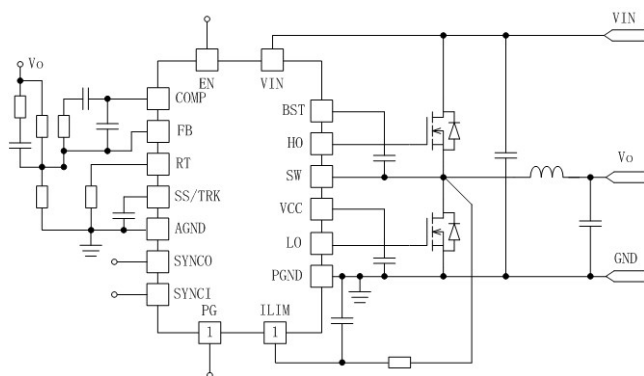 VIN
Vo
EN
VIN
COMP
BST
FB
HO
RT
SW
Vo
SS/TRK
VCC
AGND
LO
SYNCO
PGND
GND
SYNCI
PG
ILIM
1
1